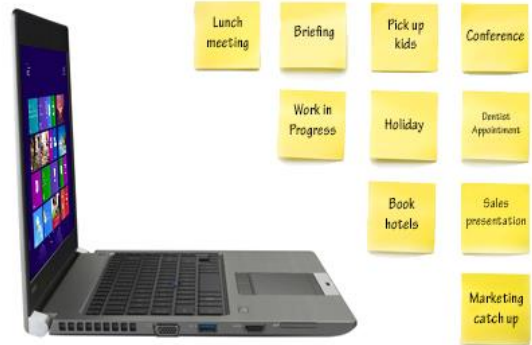 Lunch
meeting
Briefing
Pick up
kids
Conference
Work in
Progress
Holiday
Dentist
Appointment
Book
hotels
Sales
presentation
Marketing
catch up